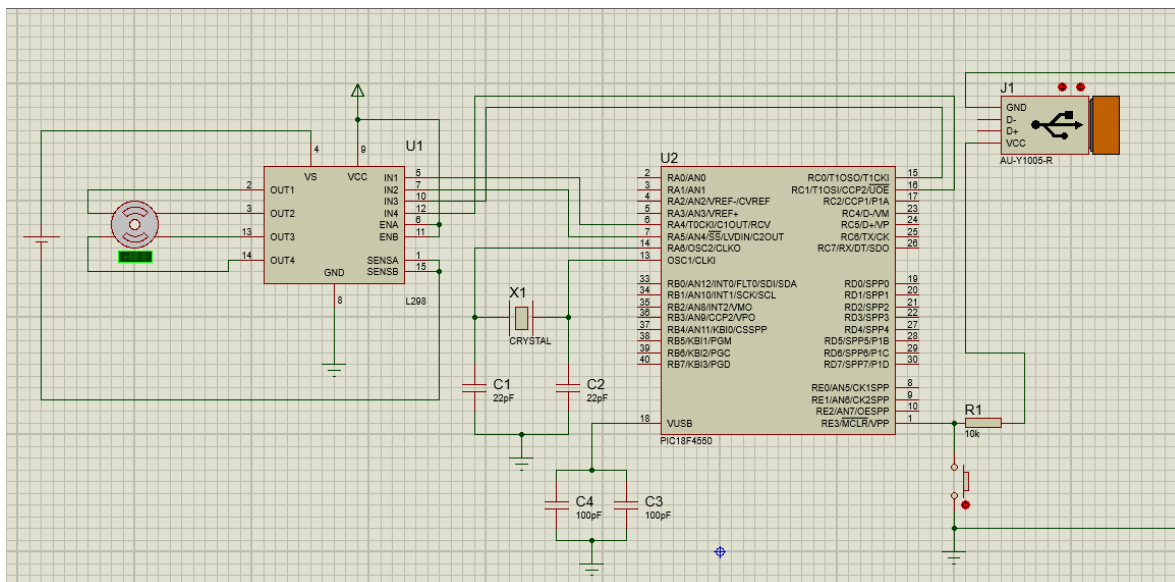 U1
4
9
VS
VCC
2 OUT1
3 OUT2
13 OUT3
14 OUT4
IN1 5
IN2 7
IN3 10
IN4 12
ENA 6
ENB 11
SENSA 1
SENSB 15
GND
8
L298
X1
CRYSTAL
C1
22pF
C2
22pF
C4
100pF
C3
100pF
U2
2 RA0/AN0
3 RA1/AN1
4 RA2/AN2/VREF-/CVREF
5 RA3/AN3/VREF+
6 RA4/T0CKI/C1OUT/RCV
7 RA5/AN4/SS/LVDIN/C2OUT
14 RA6/OSC2/CLKO
13 OSC1/CLKI
33 RB0/AN12/INT0/FLT0/SDI/SDA
34 RB1/AN10/INT1/SCK/SCL
35 RB2/AN8/INT2/VMO
36 RB3/AN9/CCP2/VPO
37 RB4/AN11/KBI0/CSSPP
38 RB5/KBI1/PGM
39 RB6/KBI2/PGC
40 RB7/KBI3/PGD
18 VUSB
RC0/T1OSO/T1CKI 15
RC1/T1OSI/CCP2/UOE 16
RC2/CCP1/P1A 17
RC4/D-/VM 23
RC5/D+/VP 24
RC6/TX/CK 25
RC7/RX/DT/SDO 26
RD0/SPP0 19
RD1/SPP1 20
RD2/SPP2 21
RD3/SPP3 22
RD4/SPP4 27
RD5/SPP5/P1B 28
RD6/SPP6/P1C 29
RD7/SPP7/P1D 30
RE0/AN5/CK1SPP 8
RE1/AN6/CK2SPP 9
RE2/AN7/OESPP 10
RE3/MCLR/VPP 1
PIC18F4550
J1
GND
D-
D+
VCC
AU-Y1005-R
R1
10k